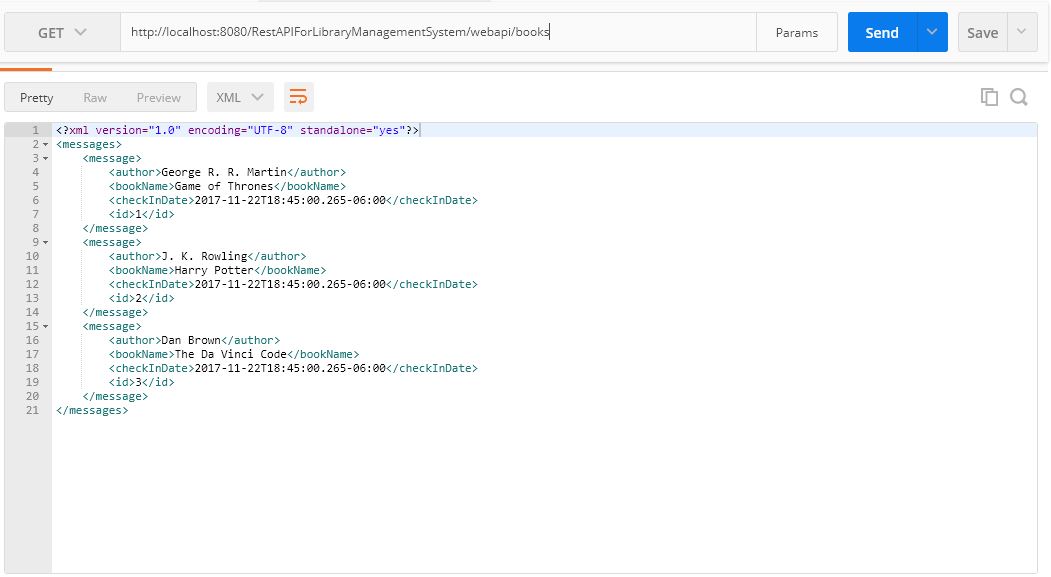 GET http://localhost:8080/RestAPIForLibraryManagementSystem/webapi/books Params Send Save
Pretty Raw Preview XML
1 <?xml version="1.0" encoding="UTF-8" standalone="yes"?>
2 <messages>
3 <message>
4 <author>George R. R. Martin</author>
5 <bookName>Game of Thrones</bookName>
6 <checkInDate>2017-11-22T18:45:00.265-06:00</checkInDate>
7 <id>1</id>
8 </message>
9 <message>
10 <author>J. K. Rowling</author>
11 <bookName>Harry Potter</bookName>
12 <checkInDate>2017-11-22T18:45:00.265-06:00</checkInDate>
13 <id>2</id>
14 </message>
15 <message>
16 <author>Dan Brown</author>
17 <bookName>The Da Vinci Code</bookName>
18 <checkInDate>2017-11-22T18:45:00.265-06:00</checkInDate>
19 <id>3</id>
20 </message>
21 </messages>